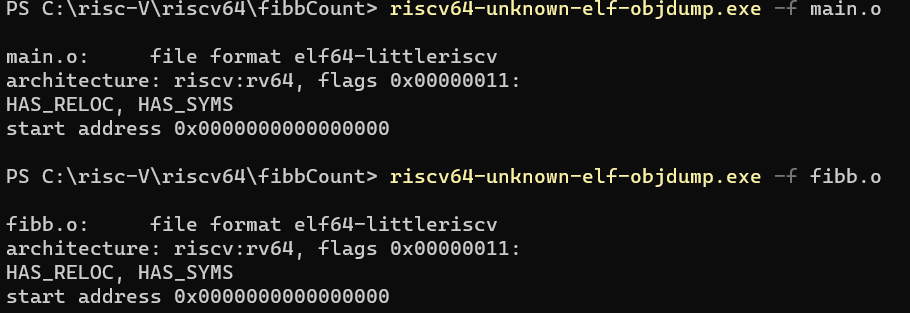 PS C:\risc-V\riscv64\fibbCount> riscv64-unknown-elf-objdump.exe -f main.o
main.o:     file format elf64-littleriscv
architecture: riscv:rv64, flags 0x00000011:
HAS_RELOC, HAS_SYMS
start address 0x0000000000000000
PS C:\risc-V\riscv64\fibbCount> riscv64-unknown-elf-objdump.exe -f fibb.o
fibb.o:     file format elf64-littleriscv
architecture: riscv:rv64, flags 0x00000011:
HAS_RELOC, HAS_SYMS
start address 0x0000000000000000